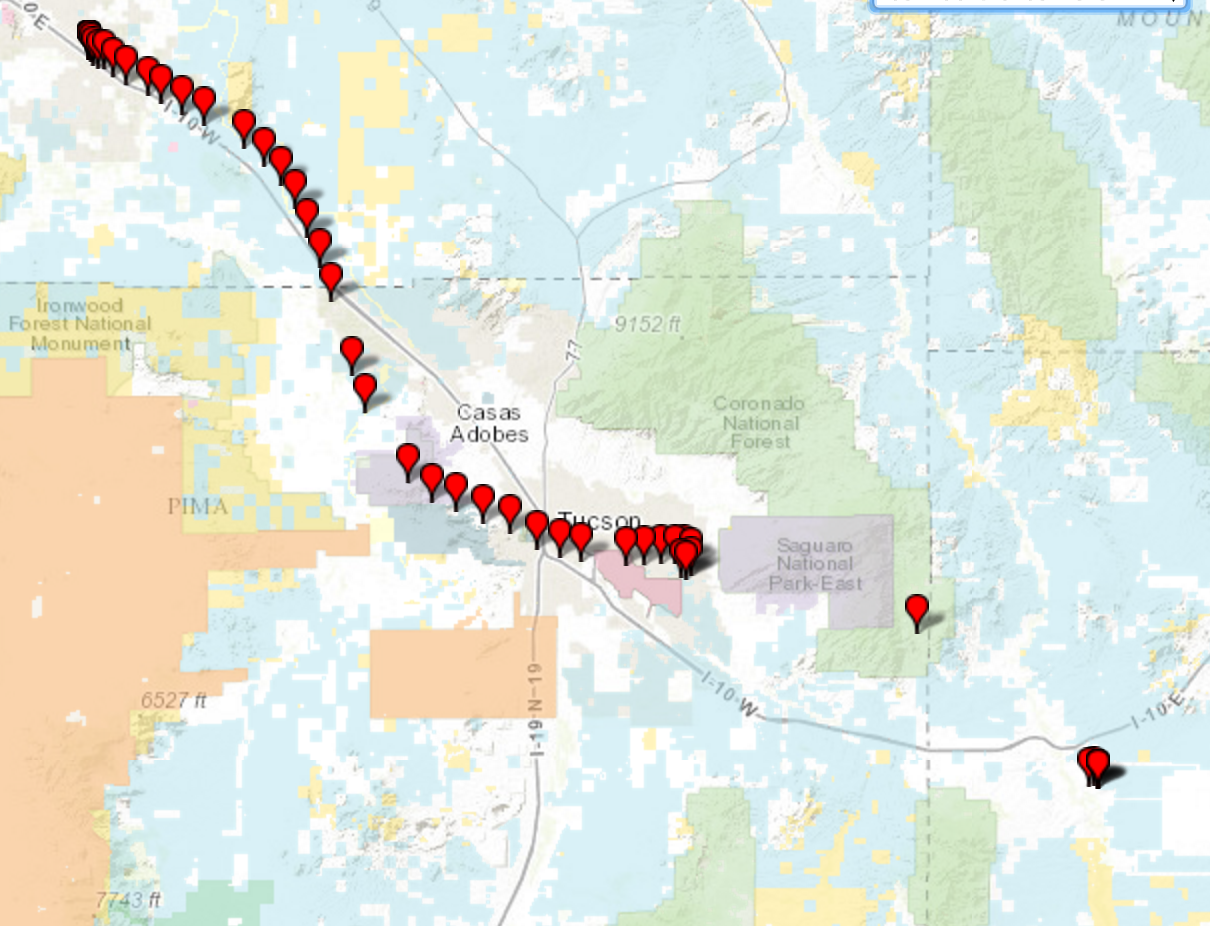 MOUN
I-10-W
Ironwood
Forest National
Monument
9152 ft
77
Casas
Adobes
Coronado
National
Forest
PIMA
Tucson
Saguaro
National
Park-East
6527 ft
I-19-N-19
I-10-W
I-10-E
7743 ft